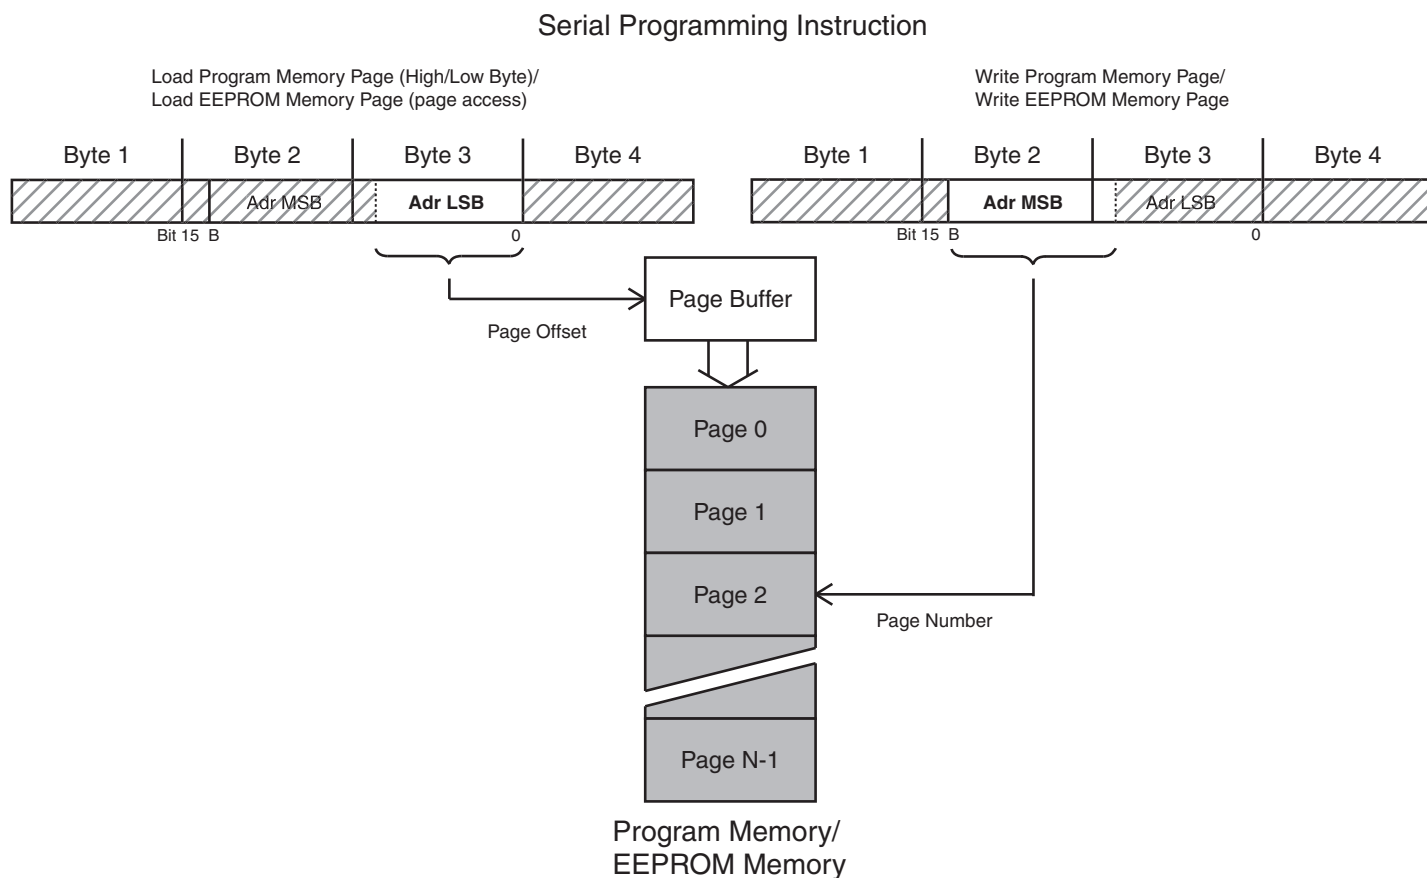 Serial Programming Instruction
Load Program Memory Page (High/Low Byte)/
Load EEPROM Memory Page (page access)
Write Program Memory Page/
Write EEPROM Memory Page
Byte 1 Byte 2 Byte 3 Byte 4
Byte 1 Byte 2 Byte 3 Byte 4
Adr MSB Adr LSB
Adr MSB Adr LSB
Bit 15 B 0
Bit 15 B 0
Page Buffer
Page Offset
Page 0
Page 1
Page 2
Page Number
Page N-1
Program Memory/
EEPROM Memory